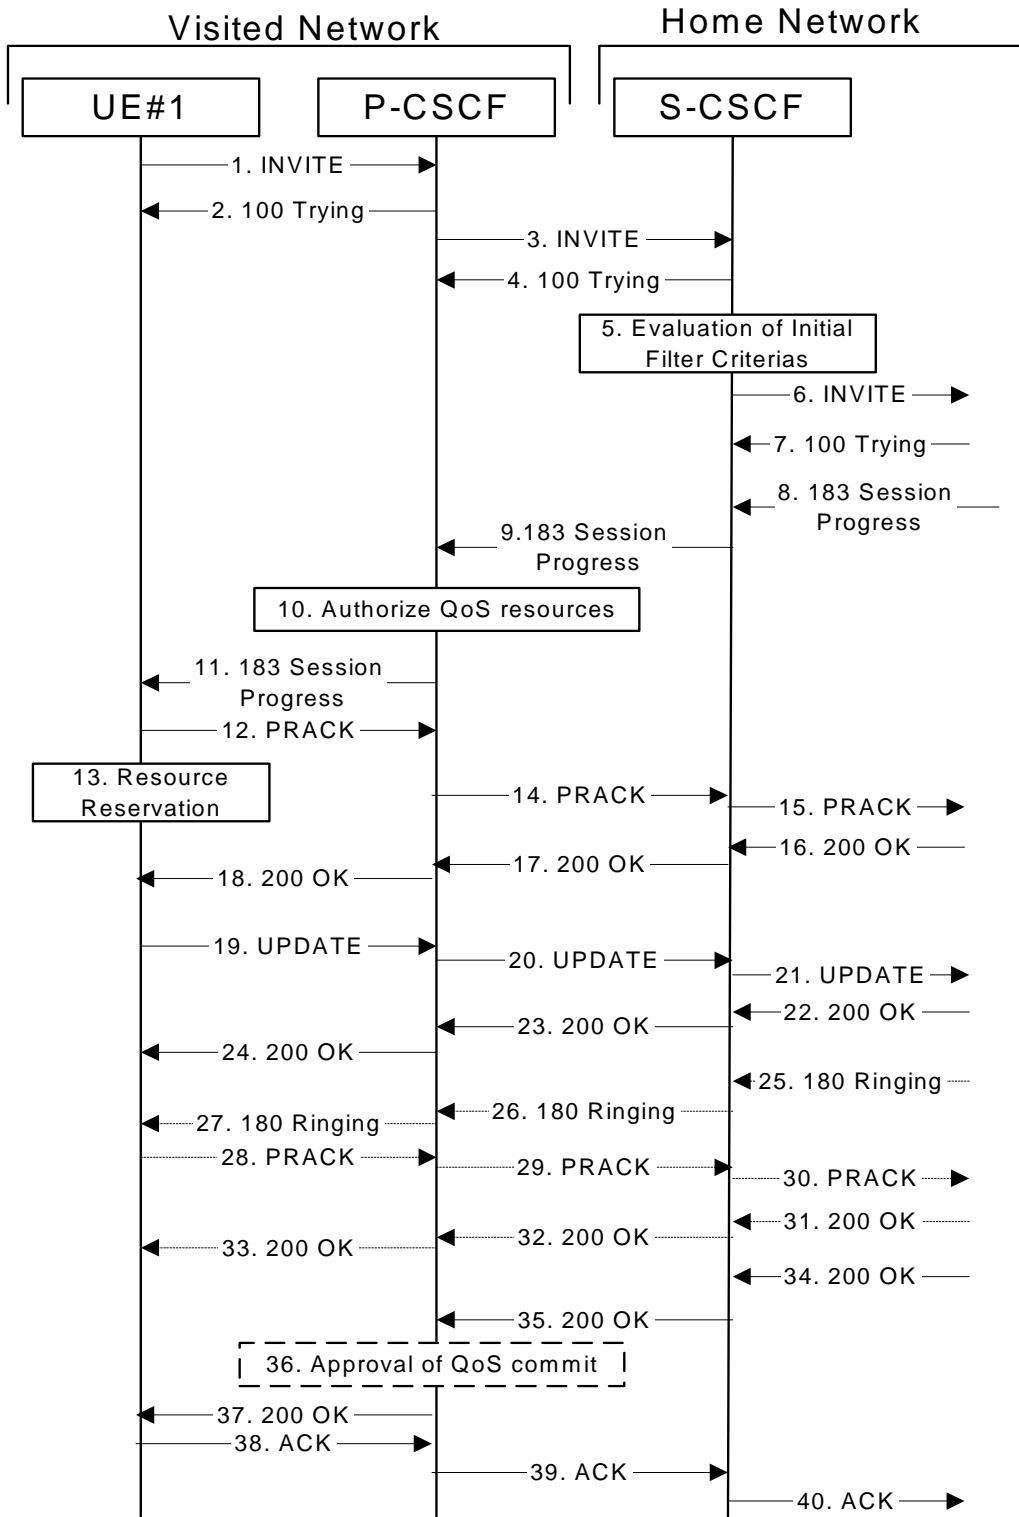 Visited Network
Home Network
UE#1
P-CSCF
S-CSCF
1. INVITE
2. 100 Trying
3. INVITE
4. 100 Trying
5. Evaluation of Initial
Filter Criterias
6. INVITE
7. 100 Trying
8. 183 Session
Progress
9.183 Session
Progress
10. Authorize QoS resources
11. 183 Session
Progress
12. PRACK
13. Resource
Reservation
14. PRACK
15. PRACK
16. 200 OK
17. 200 OK
18. 200 OK
19. UPDATE
20. UPDATE
21. UPDATE
22. 200 OK
23. 200 OK
24. 200 OK
25. 180 Ringing
26. 180 Ringing
27. 180 Ringing
28. PRACK
29. PRACK
30. PRACK
31. 200 OK
32. 200 OK
33. 200 OK
34. 200 OK
35. 200 OK
36. Approval of QoS commit
37. 200 OK
38. ACK
39. ACK
40. ACK